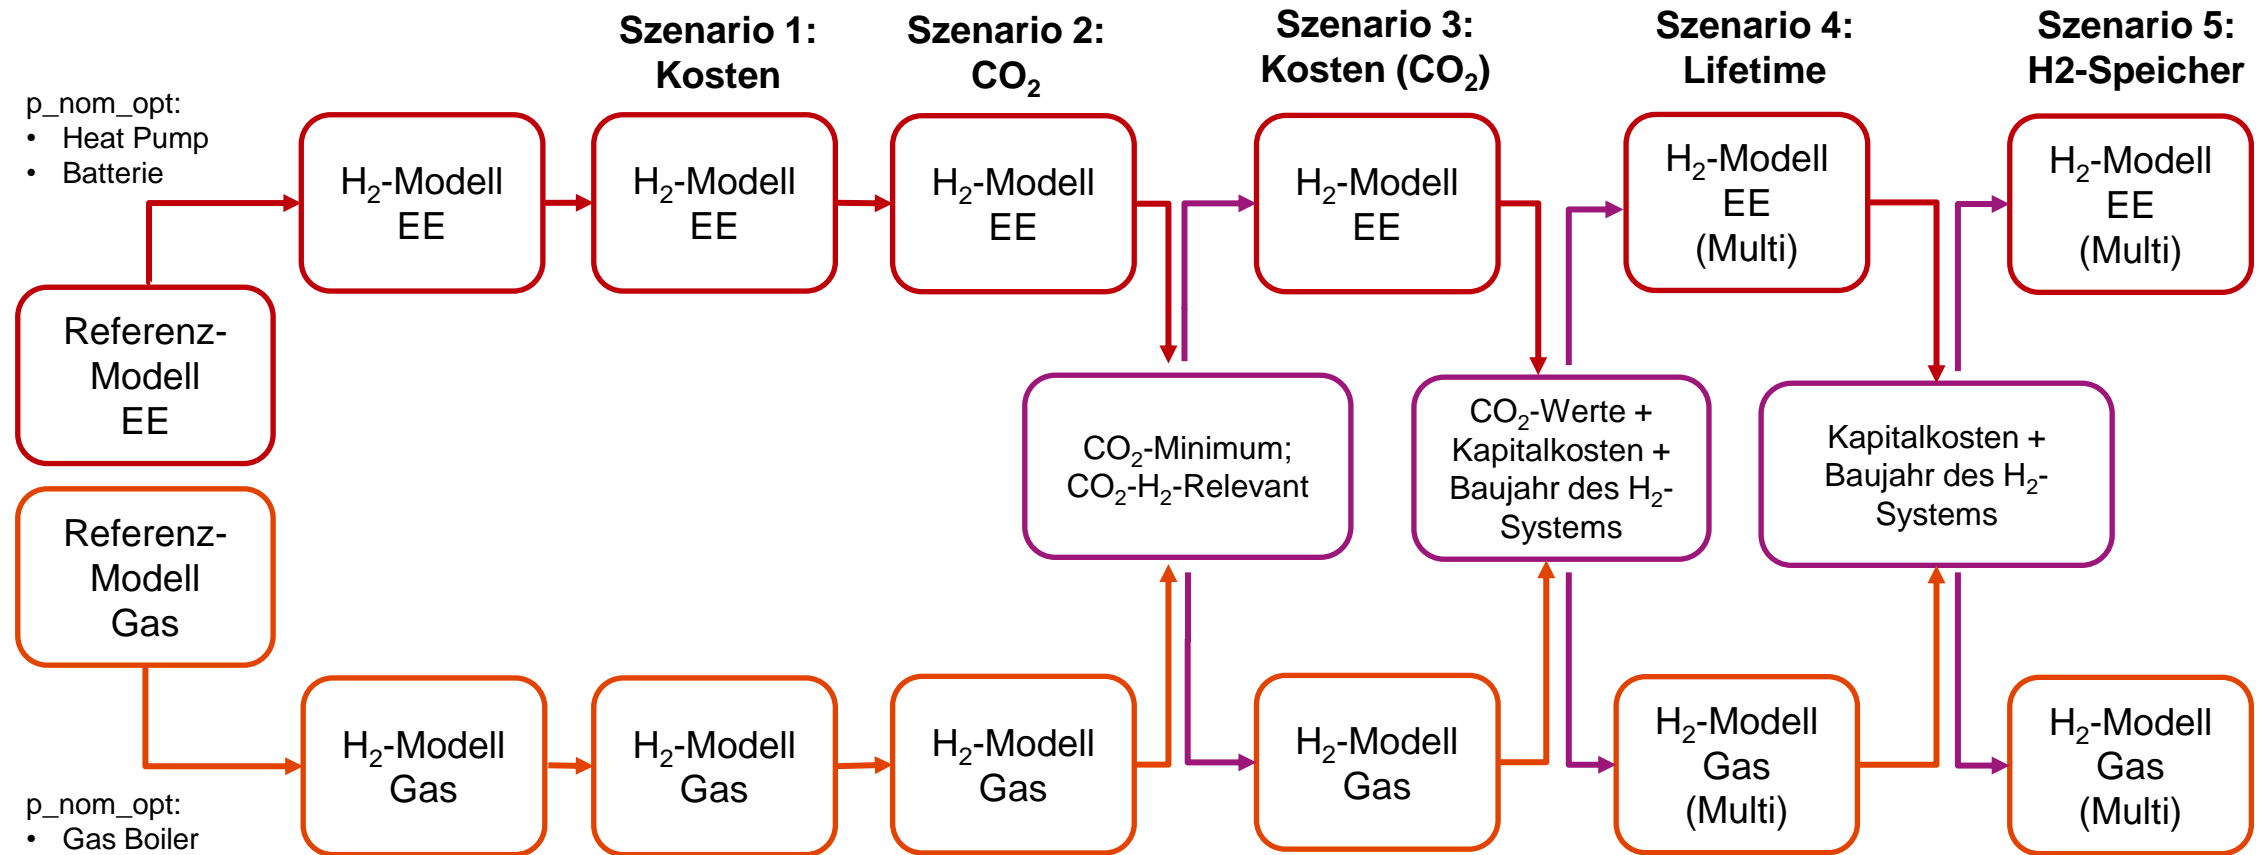 Szenario 1:
Kosten
Szenario 2:
CO₂
Szenario 3:
Kosten (CO₂)
Szenario 4:
Lifetime
Szenario 5:
H2-Speicher
p_nom_opt:
• Heat Pump
• Batterie
H₂-Modell
EE
H₂-Modell
EE
H₂-Modell
EE
H₂-Modell
EE
H₂-Modell
EE
(Multi)
H₂-Modell
EE
(Multi)
Referenz-
Modell
EE
CO₂-Minimum;
CO₂-H₂-Relevant
CO₂-Werte +
Kapitalkosten +
Baujahr des H₂-
Systems
Kapitalkosten +
Baujahr des H₂-
Systems
Referenz-
Modell
Gas
H₂-Modell
Gas
H₂-Modell
Gas
H₂-Modell
Gas
H₂-Modell
Gas
H₂-Modell
Gas
(Multi)
H₂-Modell
Gas
(Multi)
p_nom_opt:
• Gas Boiler